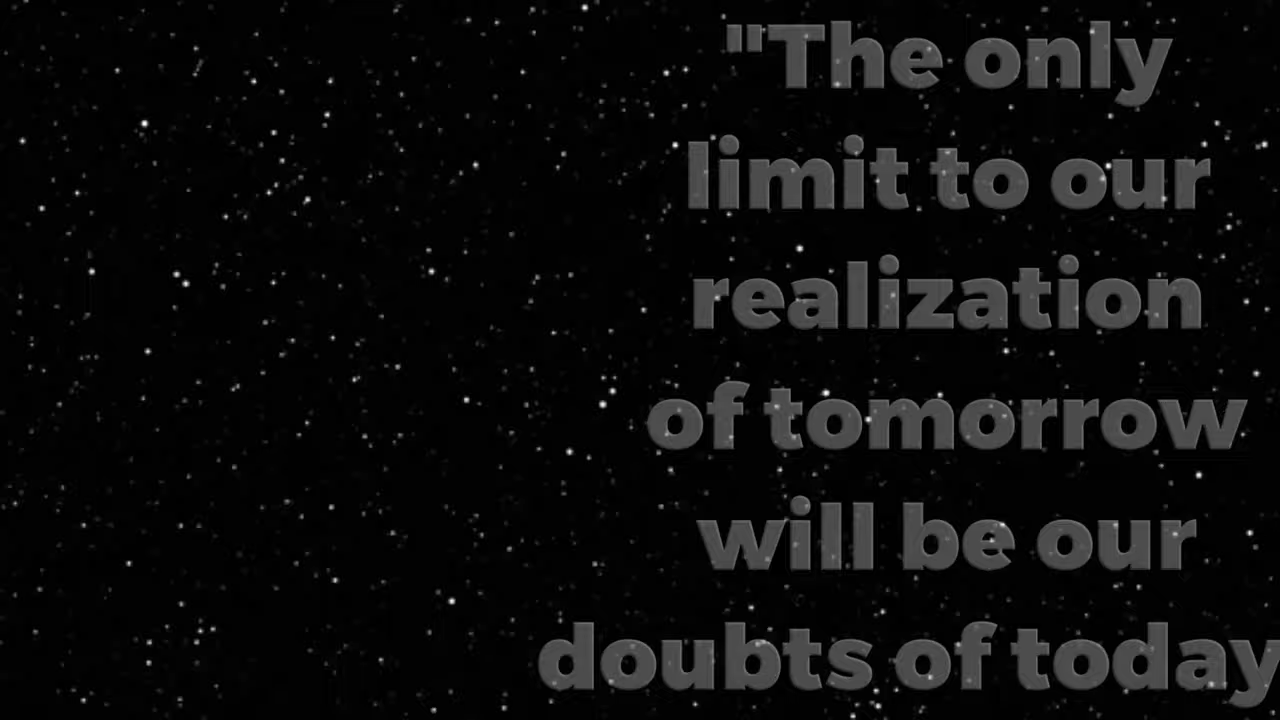 "The only
limit to our
realization
of tomorrow
will be our
doubts of today